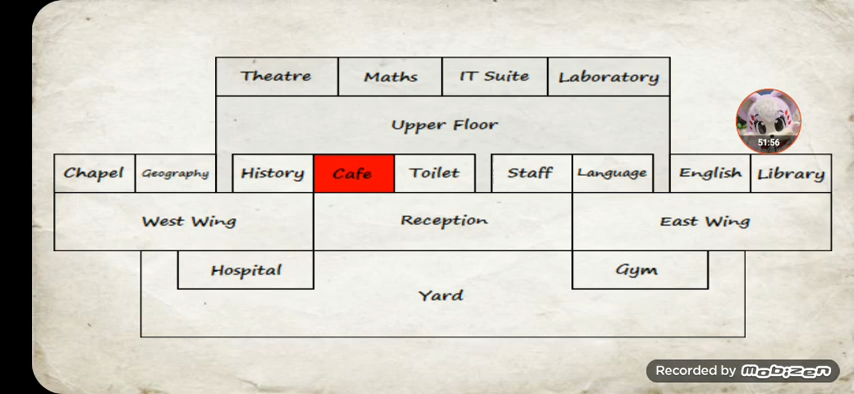 Theatre Maths IT Suite Laboratory
Upper Floor
51:56
Chapel Geography History Cafe Toilet Staff Language English Library
West Wing Reception East Wing
Hospital Gym
Yard
Recorded by Mobizen